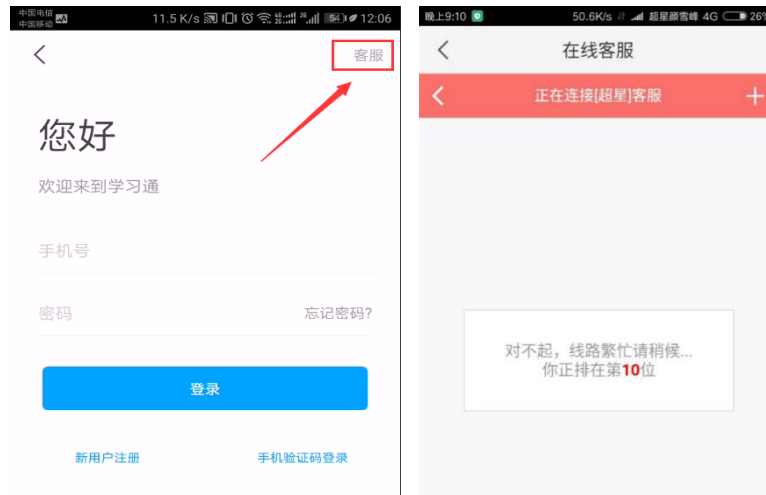 中国电信
中国移动
11.5 K/s
54
12:06
客服
您好
欢迎来到学习通
手机号
密码
忘记密码?
登录
新用户注册
手机验证码登录
晚上9:10
50.6K/s
超星颜雪峰 4G
26%
在线客服
正在连接[超星]客服
对不起，线路繁忙请稍候...
你正排在第10位